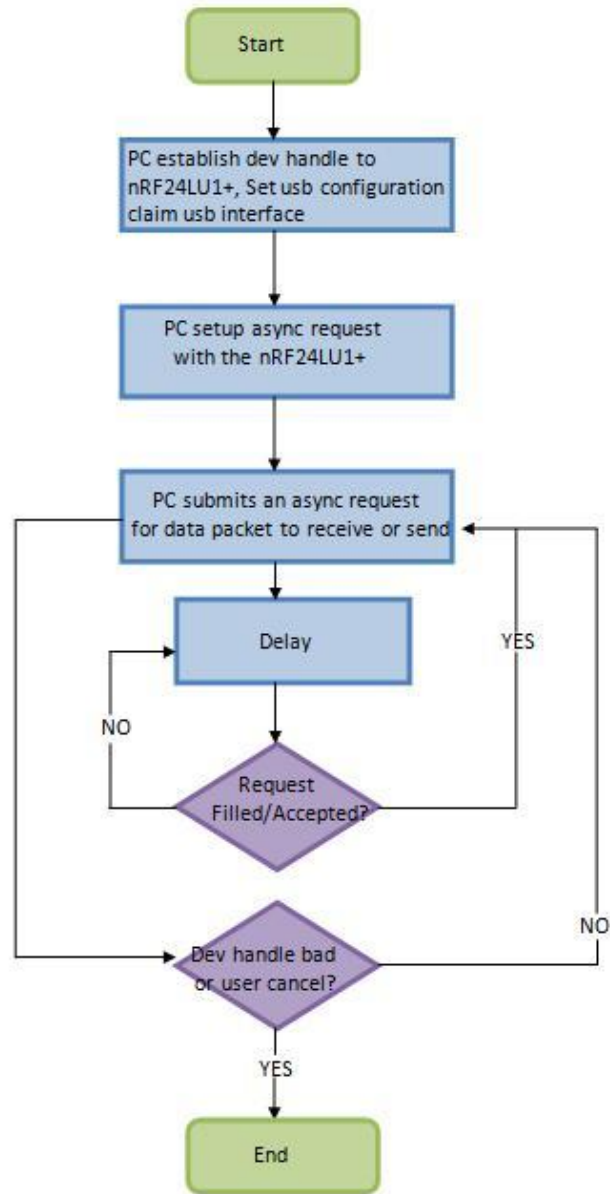 Start
PC establish dev handle to
nRF24LU1+, Set usb configuration
claim usb interface
PC setup async request
with the nRF24LU1+
PC submits an async request
for data packet to receive or send
Delay
YES
NO
Request
Filled/Accepted?
NO
Dev handle bad
or user cancel?
YES
End